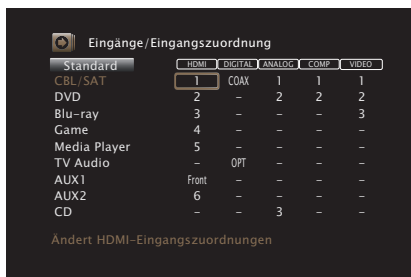 Eingänge/Eingangszuordnung
Standard HDMI DIGITAL ANALOG COMP VIDEO
CBL/SAT 1 COAX 1 1 1
DVD 2 – 2 2 2
Blu-ray 3 – – – 3
Game 4 – – – –
Media Player 5 – – – –
TV Audio – OPT – – –
AUX1 Front – – – –
AUX2 6 – – – –
CD – – 3 – –
Ändert HDMI-Eingangszuordnungen